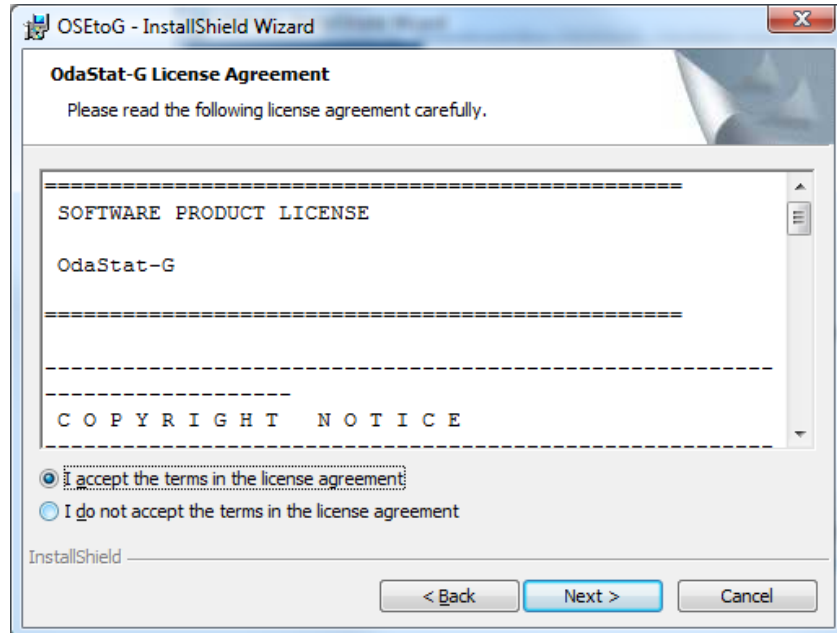 OSEtoG - InstallShield Wizard
OdaStat-G License Agreement
Please read the following license agreement carefully.
==================================================
SOFTWARE PRODUCT LICENSE
OdaStat-G
==================================================
---------------------------------------------------------
-------------------
C O P Y R I G H T   N O T I C E
---------------------------------------------------------
I accept the terms in the license agreement
I do not accept the terms in the license agreement
InstallShield
< Back
Next >
Cancel